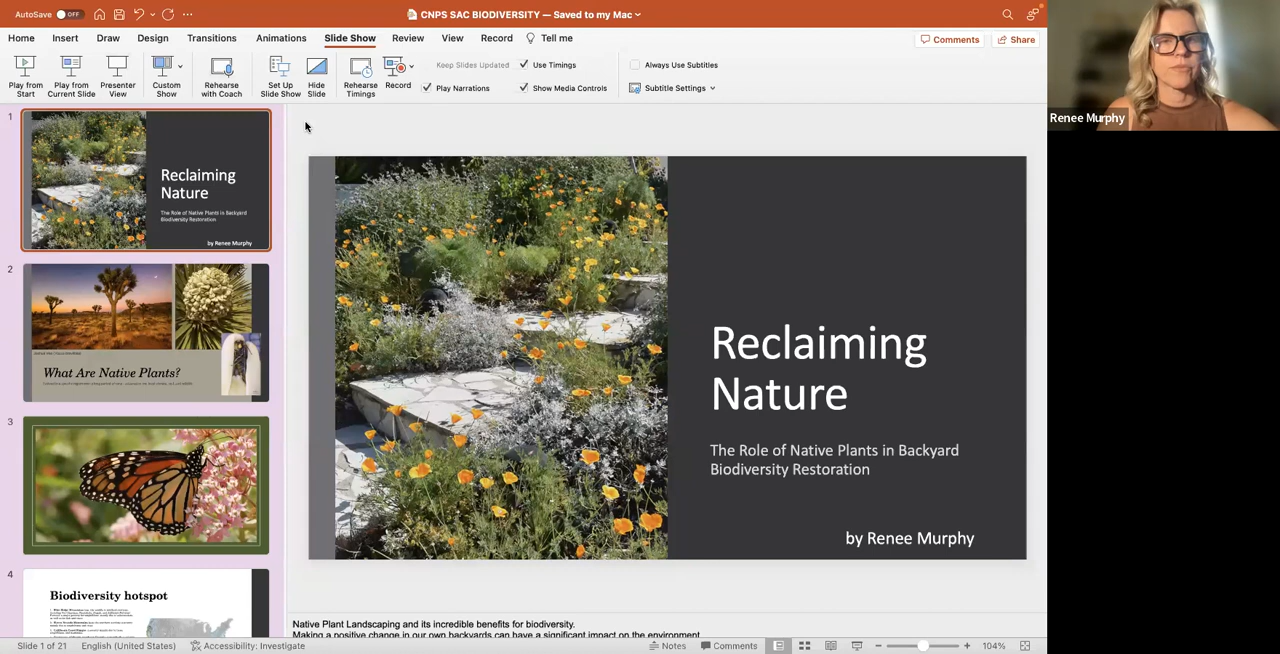 AutoSave OFF
CNPS SAC BIODIVERSITY — Saved to my Mac
Home Insert Draw Design Transitions Animations Slide Show Review View Record Tell me
Comments Share
Play from Start
Play from Current Slide
Presenter View
Custom Show
Rehearse with Coach
Set Up Slide Show
Hide Slide
Rehearse Timings
Record
Keep Slides Updated
Use Timings
Play Narrations
Show Media Controls
Always Use Subtitles
Subtitle Settings
Renee Murphy
1
Reclaiming
Nature
The Role of Native Plants in Backyard
Biodiversity Restoration
by Renee Murphy
2
What Are Native Plants?
3
4
Biodiversity hotspot
Reclaiming
Nature
The Role of Native Plants in Backyard
Biodiversity Restoration
by Renee Murphy
Native Plant Landscaping and its incredible benefits for biodiversity.
Making a positive change in our own backyards can have a significant impact on the environment
Slide 1 of 21 English (United States) Accessibility: Investigate Notes Comments 104%